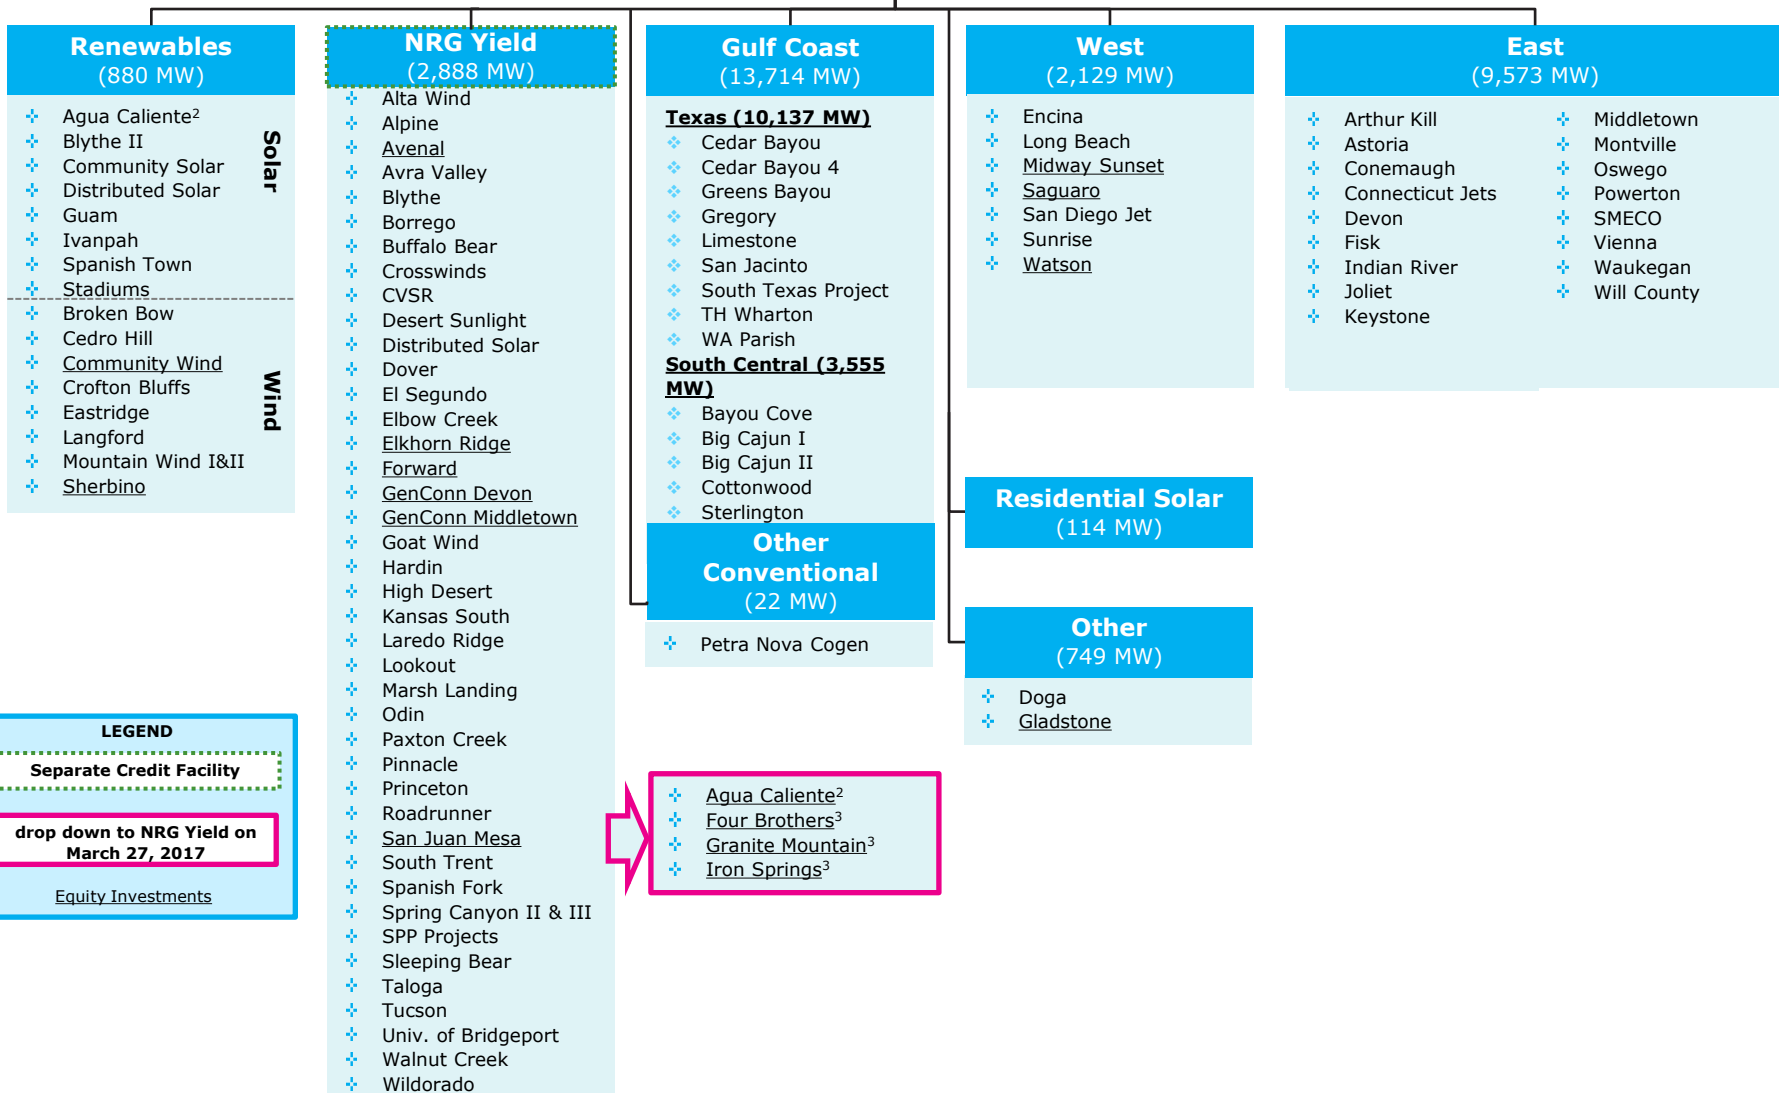 Renewables
(880 MW)
Agua Caliente²
Blythe II
Community Solar
Distributed Solar
Guam
Ivanpah
Spanish Town
Stadiums
Solar
Broken Bow
Cedro Hill
Community Wind
Crofton Bluffs
Eastridge
Langford
Mountain Wind I&II
Sherbino
Wind
NRG Yield
(2,888 MW)
Alta Wind
Alpine
Avenal
Avra Valley
Blythe
Borrego
Buffalo Bear
Crosswinds
CVSR
Desert Sunlight
Distributed Solar
Dover
El Segundo
Elbow Creek
Elkhorn Ridge
Forward
GenConn Devon
GenConn Middletown
Goat Wind
Hardin
High Desert
Kansas South
Laredo Ridge
Lookout
Marsh Landing
Odin
Paxton Creek
Pinnacle
Princeton
Roadrunner
San Juan Mesa
South Trent
Spanish Fork
Spring Canyon II & III
SPP Projects
Sleeping Bear
Taloga
Tucson
Univ. of Bridgeport
Walnut Creek
Wildorado
Gulf Coast
(13,714 MW)
Texas (10,137 MW)
Cedar Bayou
Cedar Bayou 4
Greens Bayou
Gregory
Limestone
San Jacinto
South Texas Project
TH Wharton
WA Parish
South Central (3,555
MW)
Bayou Cove
Big Cajun I
Big Cajun II
Cottonwood
Sterlington
Other
Conventional
(22 MW)
Petra Nova Cogen
Agua Caliente²
Four Brothers³
Granite Mountain³
Iron Springs³
West
(2,129 MW)
Encina
Long Beach
Midway Sunset
Saguaro
San Diego Jet
Sunrise
Watson
Residential Solar
(114 MW)
Other
(749 MW)
Doga
Gladstone
East
(9,573 MW)
Arthur Kill
Astoria
Conemaugh
Connecticut Jets
Devon
Fisk
Indian River
Joliet
Keystone
Middletown
Montville
Oswego
Powerton
SMECO
Vienna
Waukegan
Will County
LEGEND
Separate Credit Facility
drop down to NRG Yield on
March 27, 2017
Equity Investments